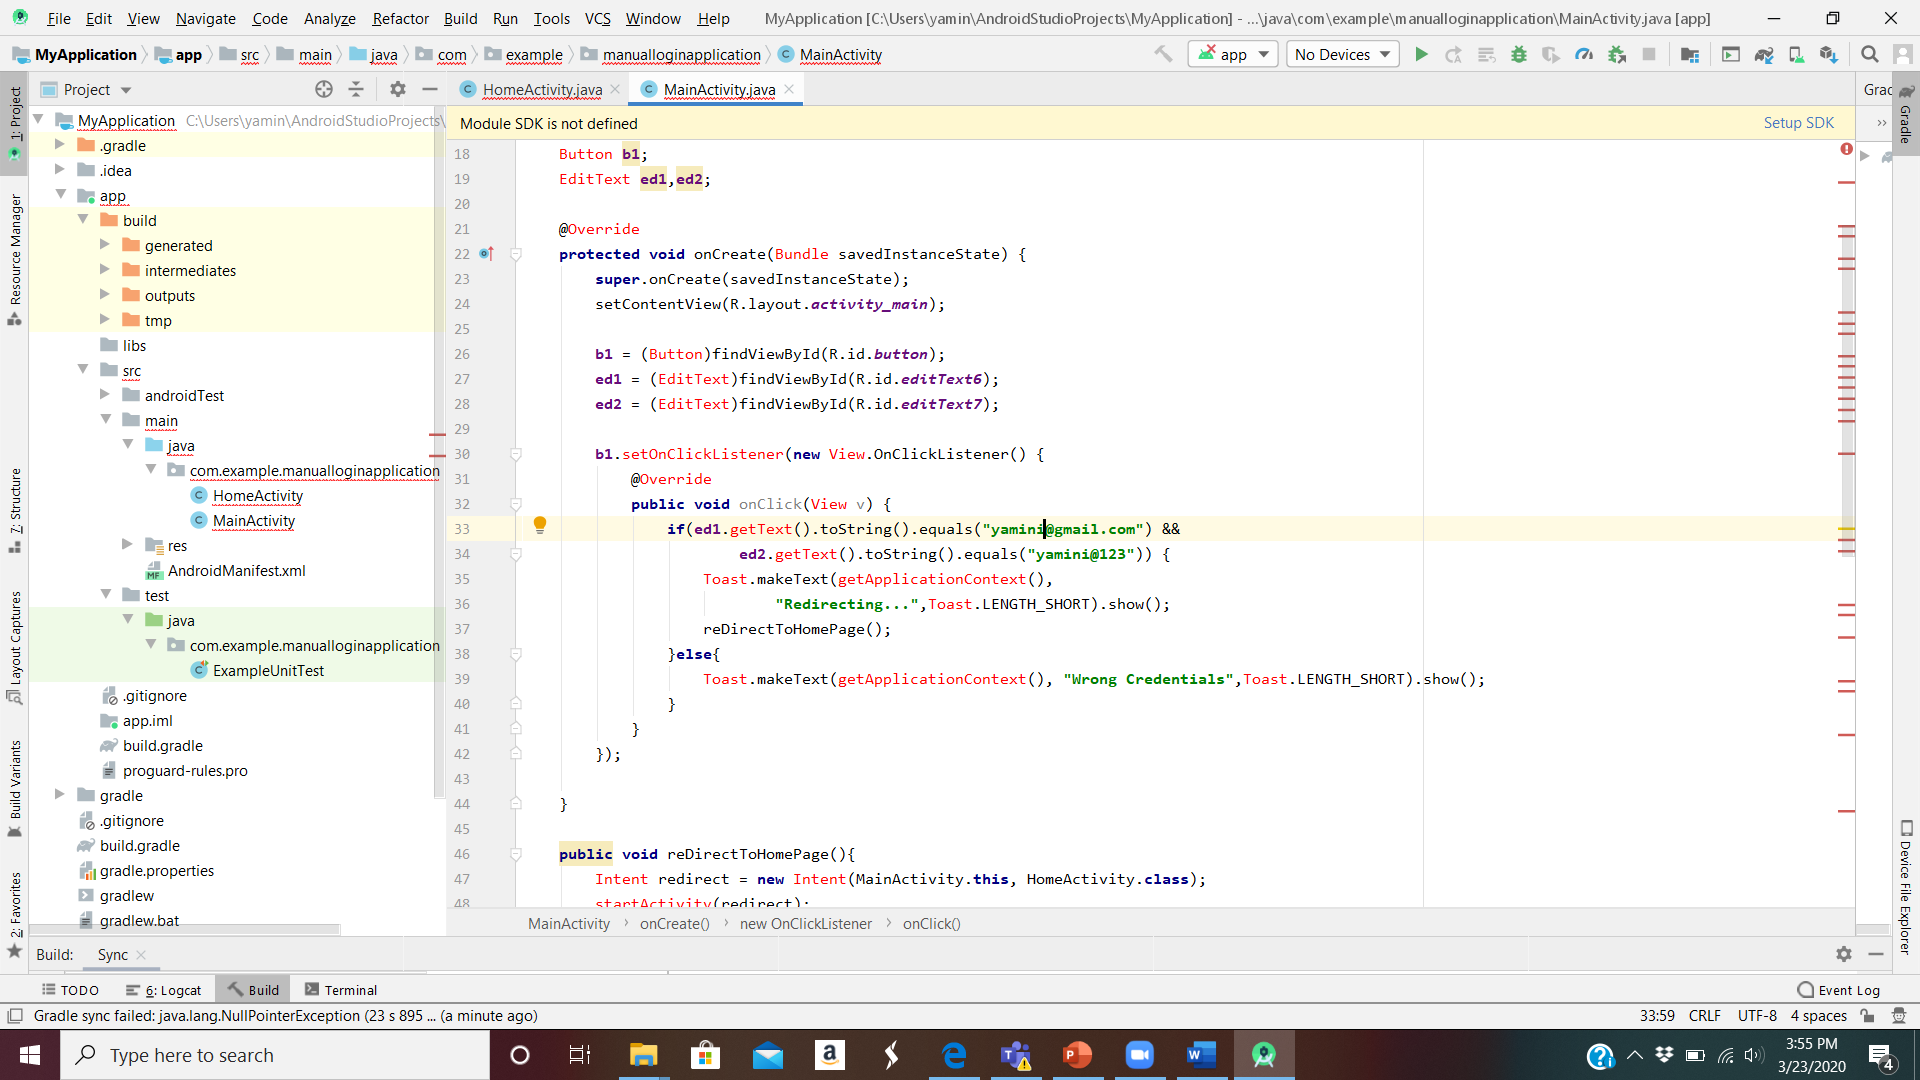 File Edit View Navigate Code Analyze Refactor Build Run Tools VCS Window Help MyApplication [C:\Users\yamin\AndroidStudioProjects\MyApplication] - ...\java\com\example\manualloginapplication\MainActivity.java [app]
MyApplication app src main java com example manualloginapplication MainActivity app No Devices
Project
HomeActivity.java MainActivity.java
Grad
Module SDK is not defined Setup SDK
1: Project
Resource Manager
7: Structure
Layout Captures
Build Variants
2: Favorites
MyApplication C:\Users\yamin\AndroidStudioProjects\
.gradle
.idea
app
build
generated
intermediates
outputs
tmp
libs
src
androidTest
main
java
com.example.manualloginapplication
HomeActivity
MainActivity
res
AndroidManifest.xml
test
java
com.example.manualloginapplication
ExampleUnitTest
.gitignore
app.iml
build.gradle
proguard-rules.pro
gradle
.gitignore
build.gradle
gradle.properties
gradlew
gradlew.bat
18 Button b1;
19 EditText ed1,ed2;
20
21 @Override
22 protected void onCreate(Bundle savedInstanceState) {
23 super.onCreate(savedInstanceState);
24 setContentView(R.layout.activity_main);
25
26 b1 = (Button)findViewById(R.id.button);
27 ed1 = (EditText)findViewById(R.id.editText6);
28 ed2 = (EditText)findViewById(R.id.editText7);
29
30 b1.setOnClickListener(new View.OnClickListener() {
31 @Override
32 public void onClick(View v) {
33 if(ed1.getText().toString().equals("yamini@gmail.com") &&
34 ed2.getText().toString().equals("yamini@123")) {
35 Toast.makeText(getApplicationContext(),
36 "Redirecting...",Toast.LENGTH_SHORT).show();
37 reDirectToHomePage();
38 }else{
39 Toast.makeText(getApplicationContext(), "Wrong Credentials",Toast.LENGTH_SHORT).show();
40 }
41 }
42 });
43
44 }
45
46 public void reDirectToHomePage(){
47 Intent redirect = new Intent(MainActivity.this, HomeActivity.class);
48 startActivity(redirect);
MainActivity › onCreate() › new OnClickListener › onClick()
Gradle
Device File Explorer
Build: Sync
TODO 6: Logcat Build Terminal Event Log
Gradle sync failed: java.lang.NullPointerException (23 s 895 ... (a minute ago) 33:59 CRLF UTF-8 4 spaces
Type here to search
3:55 PM
3/23/2020
4